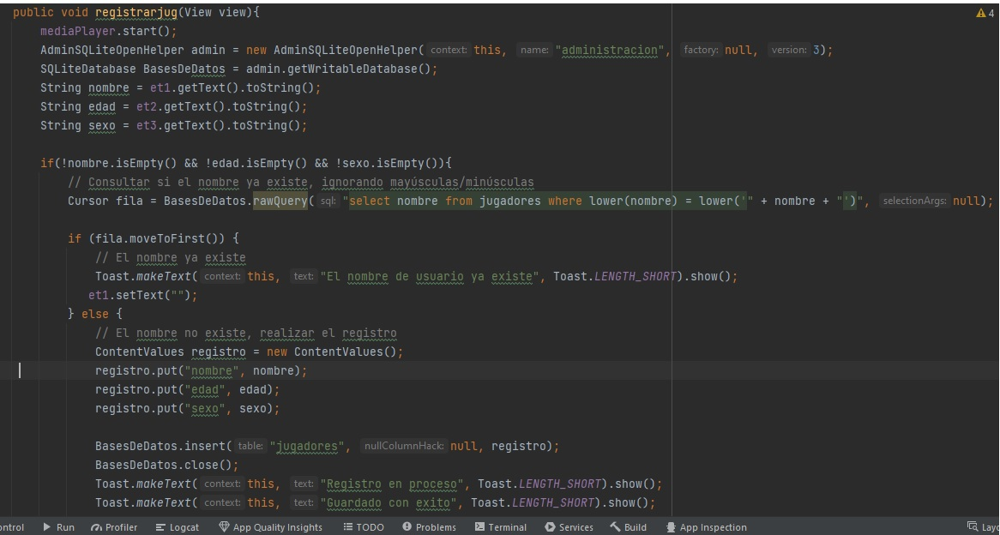 public void registrarjug(View view){
4
mediaPlayer.start();
AdminSQLiteOpenHelper admin = new AdminSQLiteOpenHelper( context: this, name: "administracion", factory: null, version: 3);
SQLiteDatabase BasesDeDatos = admin.getWritableDatabase();
String nombre = et1.getText().toString();
String edad = et2.getText().toString();
String sexo = et3.getText().toString();
if(!nombre.isEmpty() && !edad.isEmpty() && !sexo.isEmpty()){
// Consultar si el nombre ya existe, ignorando mayúsculas/minúsculas
Cursor fila = BasesDeDatos.rawQuery( sql: "select nombre from jugadores where lower(nombre) = lower('" + nombre + "')", selectionArgs: null);
if (fila.moveToFirst()) {
// El nombre ya existe
Toast.makeText( context: this, text: "El nombre de usuario ya existe", Toast.LENGTH_SHORT).show();
et1.setText("");
} else {
// El nombre no existe, realizar el registro
ContentValues registro = new ContentValues();
registro.put("nombre", nombre);
registro.put("edad", edad);
registro.put("sexo", sexo);
BasesDeDatos.insert( table: "jugadores", nullColumnHack: null, registro);
BasesDeDatos.close();
Toast.makeText( context: this, text: "Registro en proceso", Toast.LENGTH_SHORT).show();
Toast.makeText( context: this, text: "Guardado con exito", Toast.LENGTH_SHORT).show();
ontrol Run Profiler Logcat App Quality Insights TODO Problems Terminal Services Build App Inspection Layo